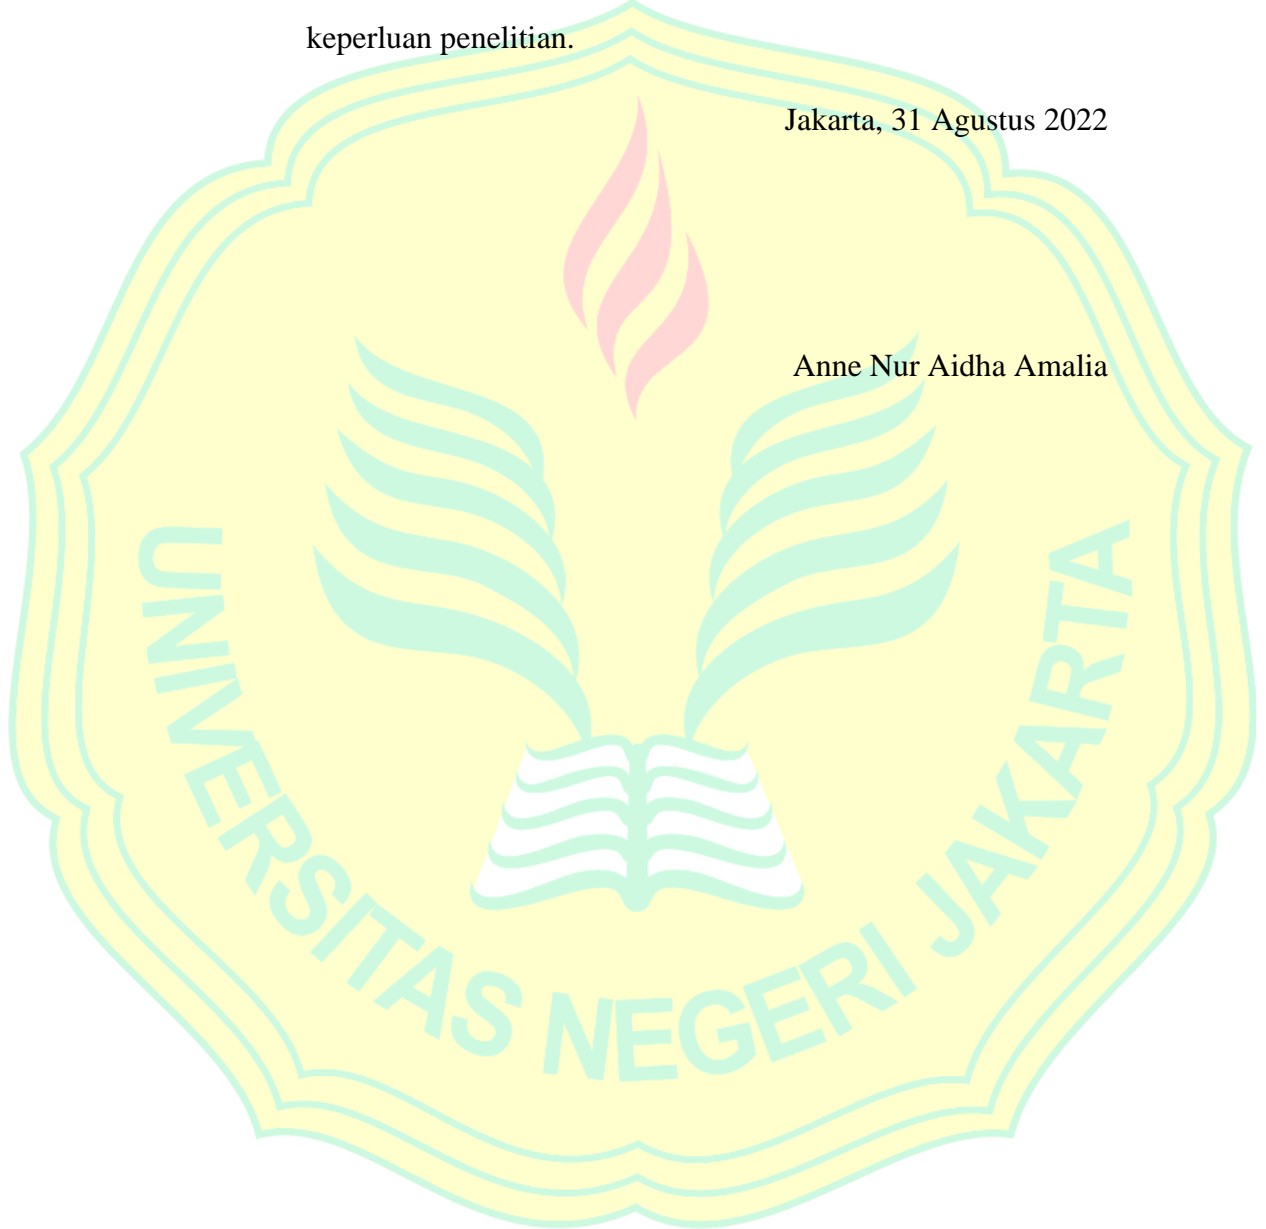 keperluan penelitian.
Jakarta, 31 Agustus 2022
Anne Nur Aidha Amalia
UNIVERSITAS NEGERI JAKARTA